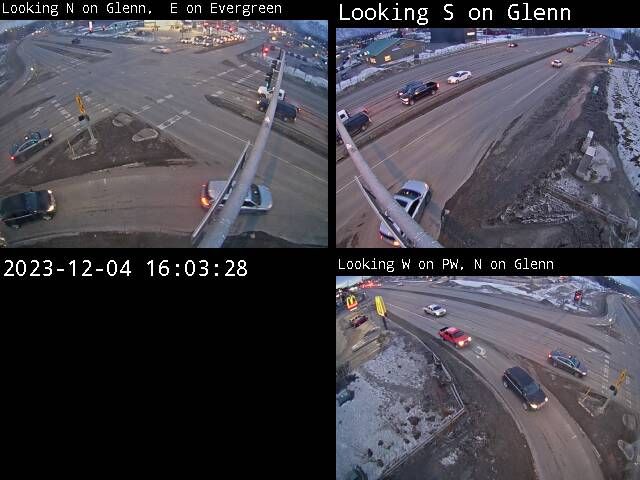 Looking N on Glenn,  E on Evergreen
Looking S on Glenn
2023-12-04 16:03:28
Looking W on PW, N on Glenn